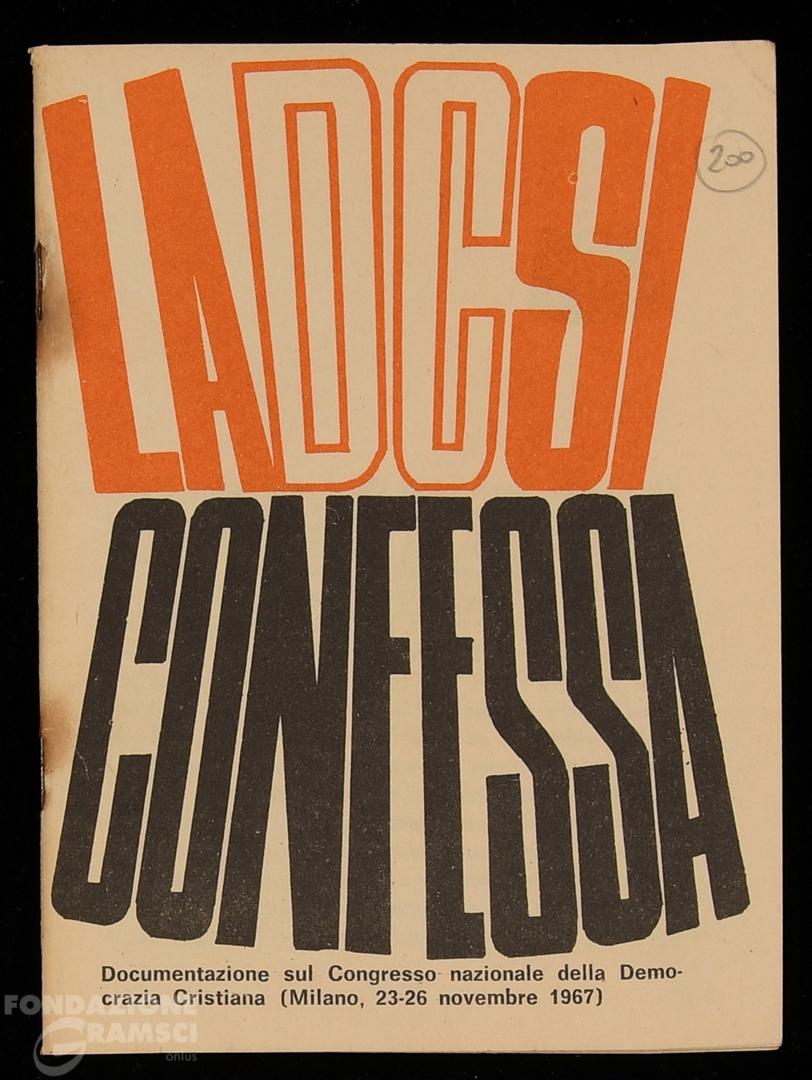 LA DC SI
200
CONFESSA
Documentazione sul Congresso nazionale della Demo-
crazia Cristiana (Milano, 23-26 novembre 1967)
FONDAZIONE
GRAMSCI
onlus